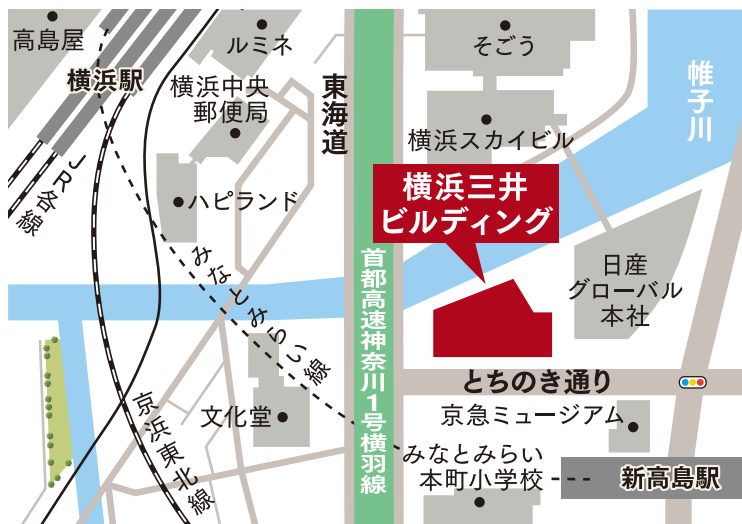 高島屋
ルミネ
そごう
横浜駅
横浜中央
郵便局
東海道
横浜スカイビル
帷子川
JR各線
ハピランド
横浜三井
ビルディング
みなとみらい線
首都高速神奈川1号横羽線
日産
グローバル
本社
とちのき通り
京浜東北線
文化堂
京急ミュージアム
みなとみらい
本町小学校
新高島駅